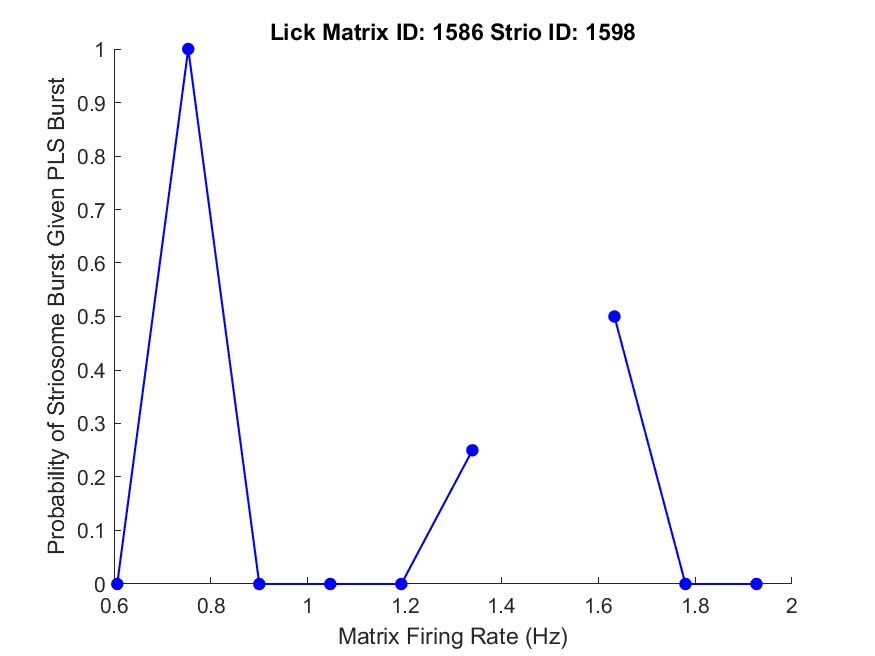 Lick Matrix ID: 1586 Strio ID: 1598
Probability of Striosome Burst Given PLS Burst
1
0.9
0.8
0.7
0.6
0.5
0.4
0.3
0.2
0.1
0
0.6 0.8 1 1.2 1.4 1.6 1.8 2
Matrix Firing Rate (Hz)